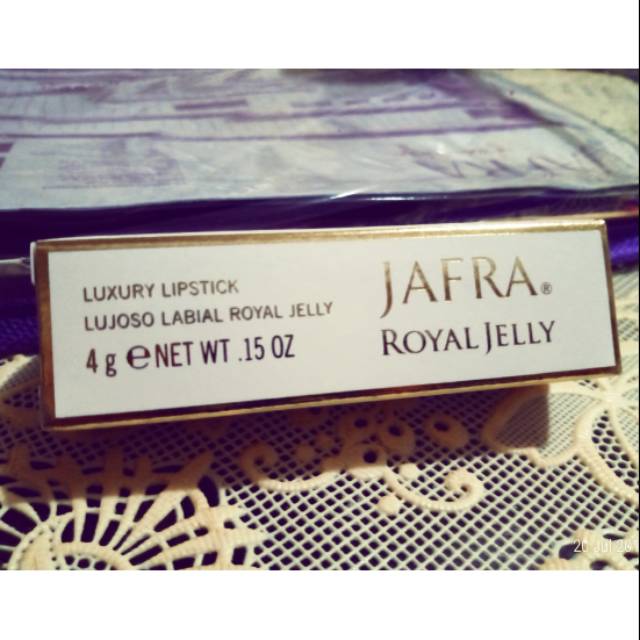 LUXURY LIPSTICK
LUJOSO LABIAL ROYAL JELLY
4 g ℮ NET WT .15 OZ
JAFRA®
ROYAL JELLY